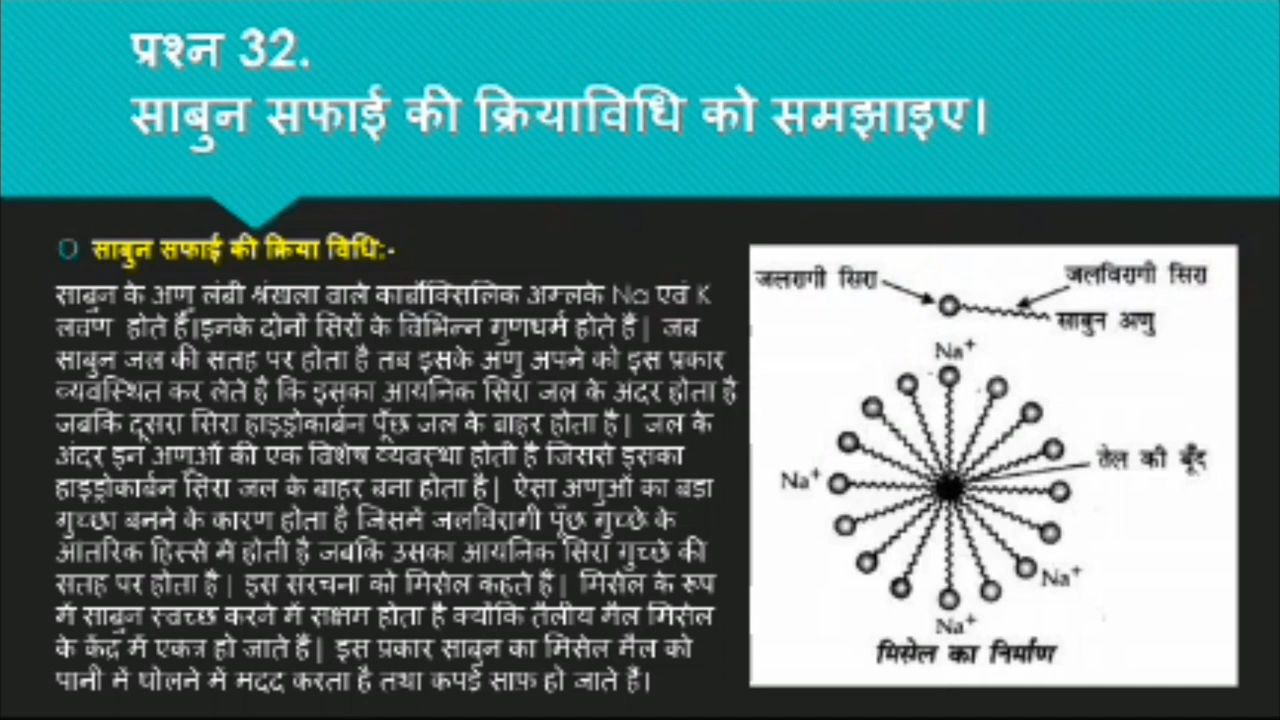 प्रश्न 32.
साबुन सफाई की क्रियाविधि को समझाइए।
साबुन सफाई की क्रिया विधि:-
साबुन के अणु लंबी श्रंखला वाले कार्बोक्सिलिक अम्लके Na एवं K
लवण होते हैं।इनके दोनों सिरों के विभिन्न गुणधर्म होते हैं| जब
साबुन जल की सतह पर होता है तब इसके अणु अपने को इस प्रकार
व्यवस्थित कर लेते है कि इसका आयनिक सिरा जल के अंदर होता है
जबकि दूसरा सिरा हाइड्रोकार्बन पूँछ जल के बाहर होता है| जल के
अंदर इन अणुओं की एक विशेष व्यवस्था होती है जिससे इसका
हाइड्रोकार्बन सिरा जल के बाहर बना होता है| ऐसा अणुओं का बड़ा
गुच्छा बनने के कारण होता है जिसमें जलविरागी पूँछ गुच्छे के
आंतरिक हिस्से में होती है जबकि उसका आयनिक सिरा गुच्छे की
सतह पर होता है| इस संरचना को मिसेल कहते है| मिसेल के रूप
में साबुन स्वच्छ करने में सक्षम होता है क्योंकि तैलीय मैल मिसेल
के केंद्र में एकत्र हो जाते हैं| इस प्रकार साबुन का मिसेल मैल को
पानी में घोलने में मदद करता है तथा कपड़े साफ़ हो जाते हैं।
जलरागी सिरा
जलविरागी सिरा
साबुन अणु
Na⁺
तेल की बूँद
Na⁺
Na⁺
Na⁺
मिसेल का निर्माण